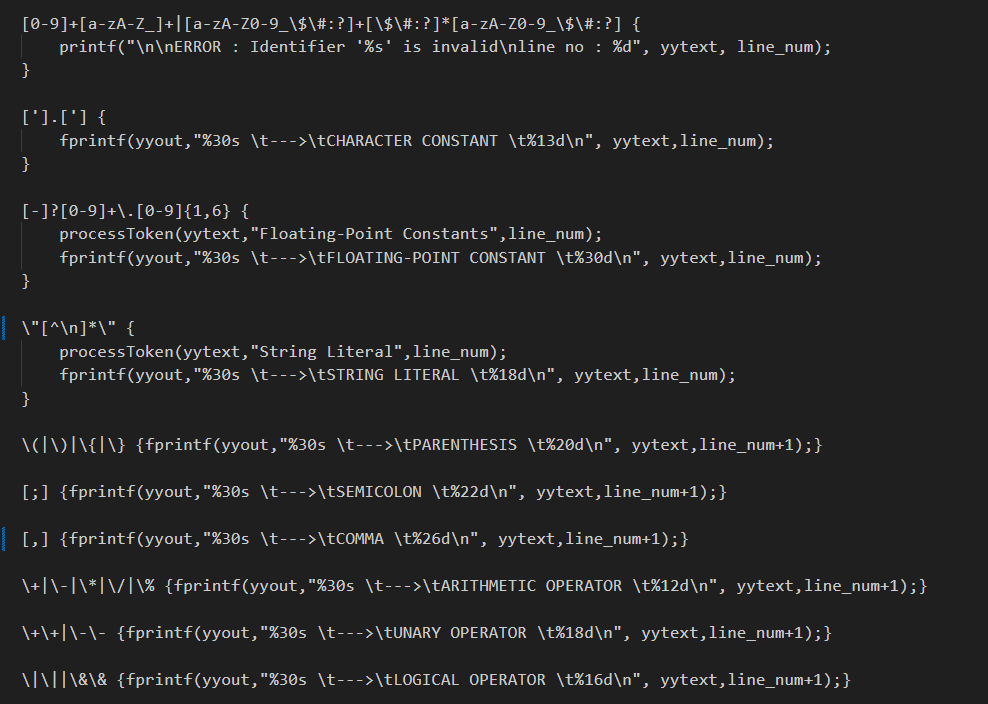 [0-9]+[a-zA-Z_]+|[a-zA-Z0-9_\$\#:?]+[\$\#:?]*[a-zA-Z0-9_\$\#:?] {
    printf("\n\nERROR : Identifier '%s' is invalid\nline no : %d", yytext, line_num);
}

['].['] {
    fprintf(yyout,"%30s \t--->\tCHARACTER CONSTANT \t%13d\n", yytext,line_num);
}

[-]?[0-9]+\.[0-9]{1,6} {
    processToken(yytext,"Floating-Point Constants",line_num);
    fprintf(yyout,"%30s \t--->\tFLOATING-POINT CONSTANT \t%30d\n", yytext,line_num);
}

\"[^\n]*\" {
    processToken(yytext,"String Literal",line_num);
    fprintf(yyout,"%30s \t--->\tSTRING LITERAL \t%18d\n", yytext,line_num);
}

\(|\)|\{|\} {fprintf(yyout,"%30s \t--->\tPARENTHESIS \t%20d\n", yytext,line_num+1);}

[;] {fprintf(yyout,"%30s \t--->\tSEMICOLON \t%22d\n", yytext,line_num+1);}

[,] {fprintf(yyout,"%30s \t--->\tCOMMA \t%26d\n", yytext,line_num+1);}

\+|\-|\*|\/|\% {fprintf(yyout,"%30s \t--->\tARITHMETIC OPERATOR \t%12d\n", yytext,line_num+1);}

\+\+|\-\- {fprintf(yyout,"%30s \t--->\tUNARY OPERATOR \t%18d\n", yytext,line_num+1);}

\|\||\&\& {fprintf(yyout,"%30s \t--->\tLOGICAL OPERATOR \t%16d\n", yytext,line_num+1);}